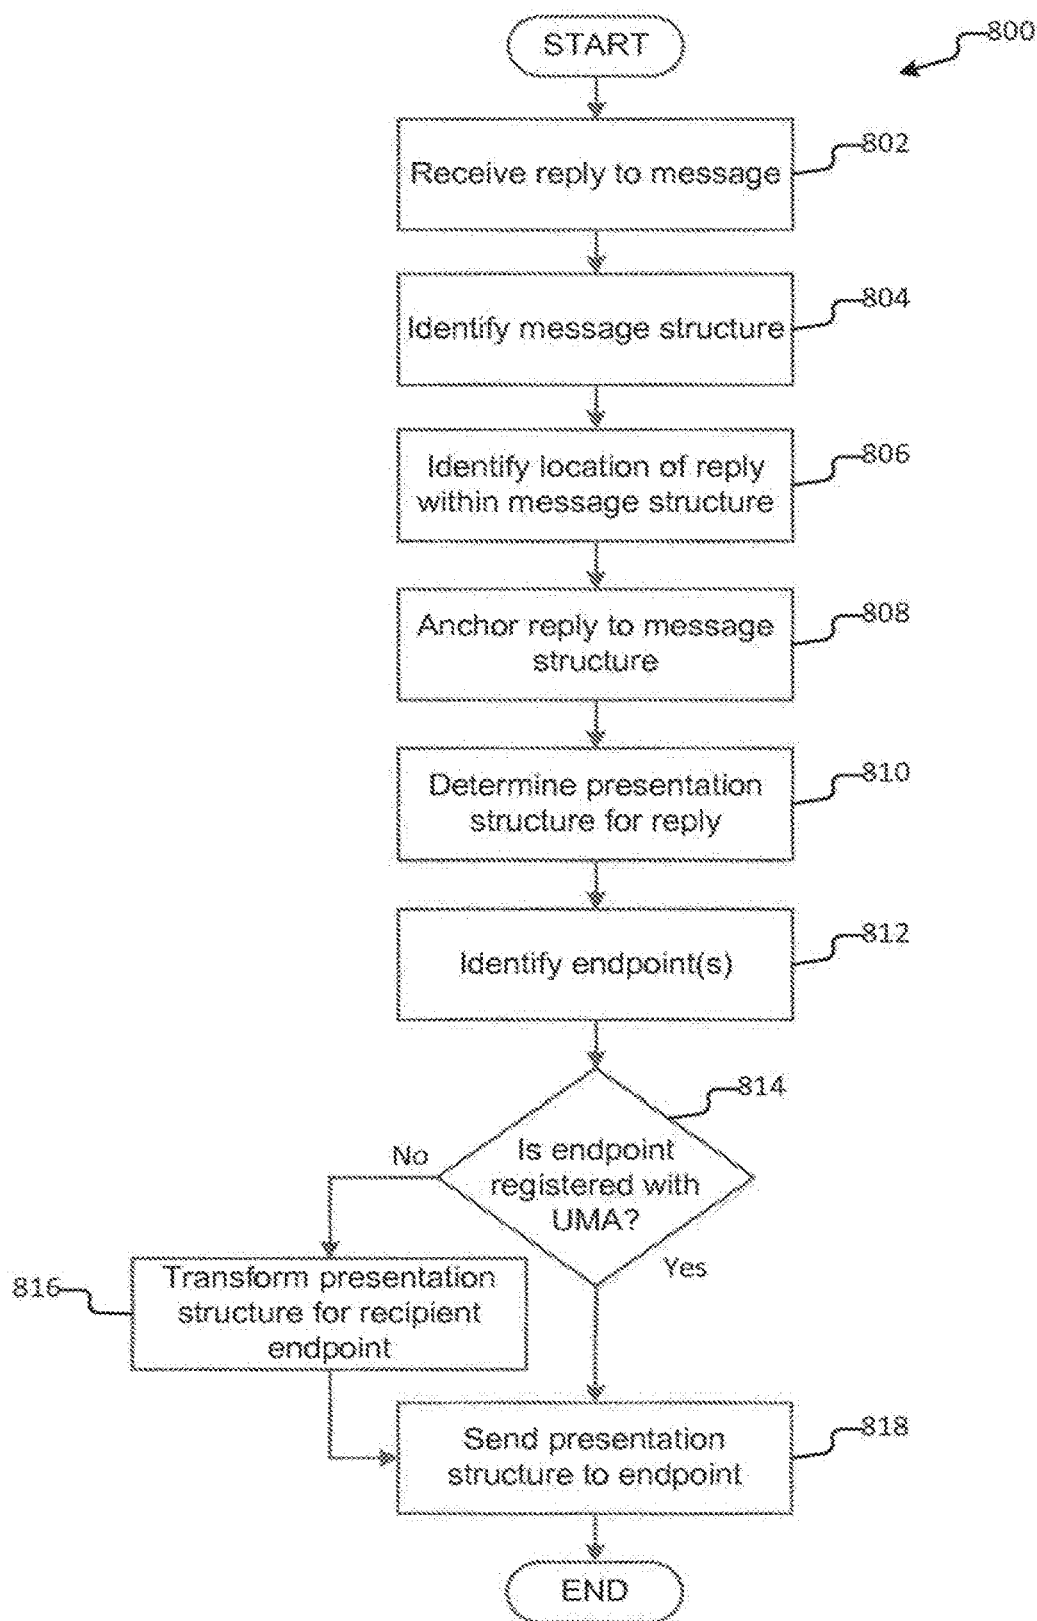 START
800
Receive reply to message
802
Identify message structure
804
Identify location of reply
within message structure
806
Anchor reply to message
structure
808
Determine presentation
structure for reply
810
Identify endpoint(s)
812
Is endpoint
registered with
UMA?
814
No
Yes
Transform presentation
structure for recipient
endpoint
816
Send presentation
structure to endpoint
818
END